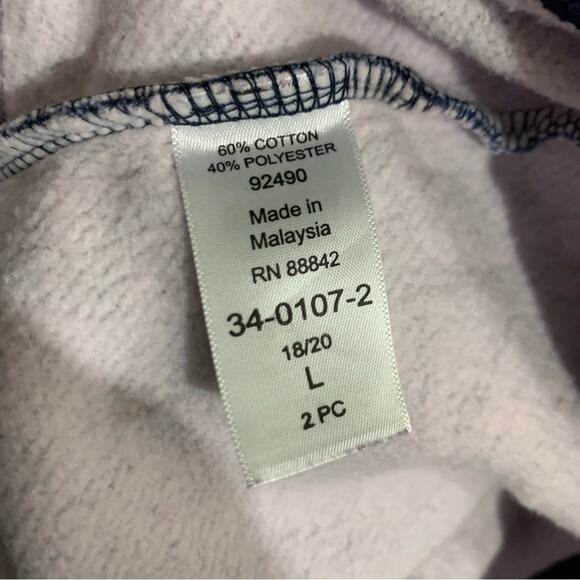 60% COTTON
40% POLYESTER
92490
Made in
Malaysia
RN 88842
34-0107-2
18/20
L
2 PC